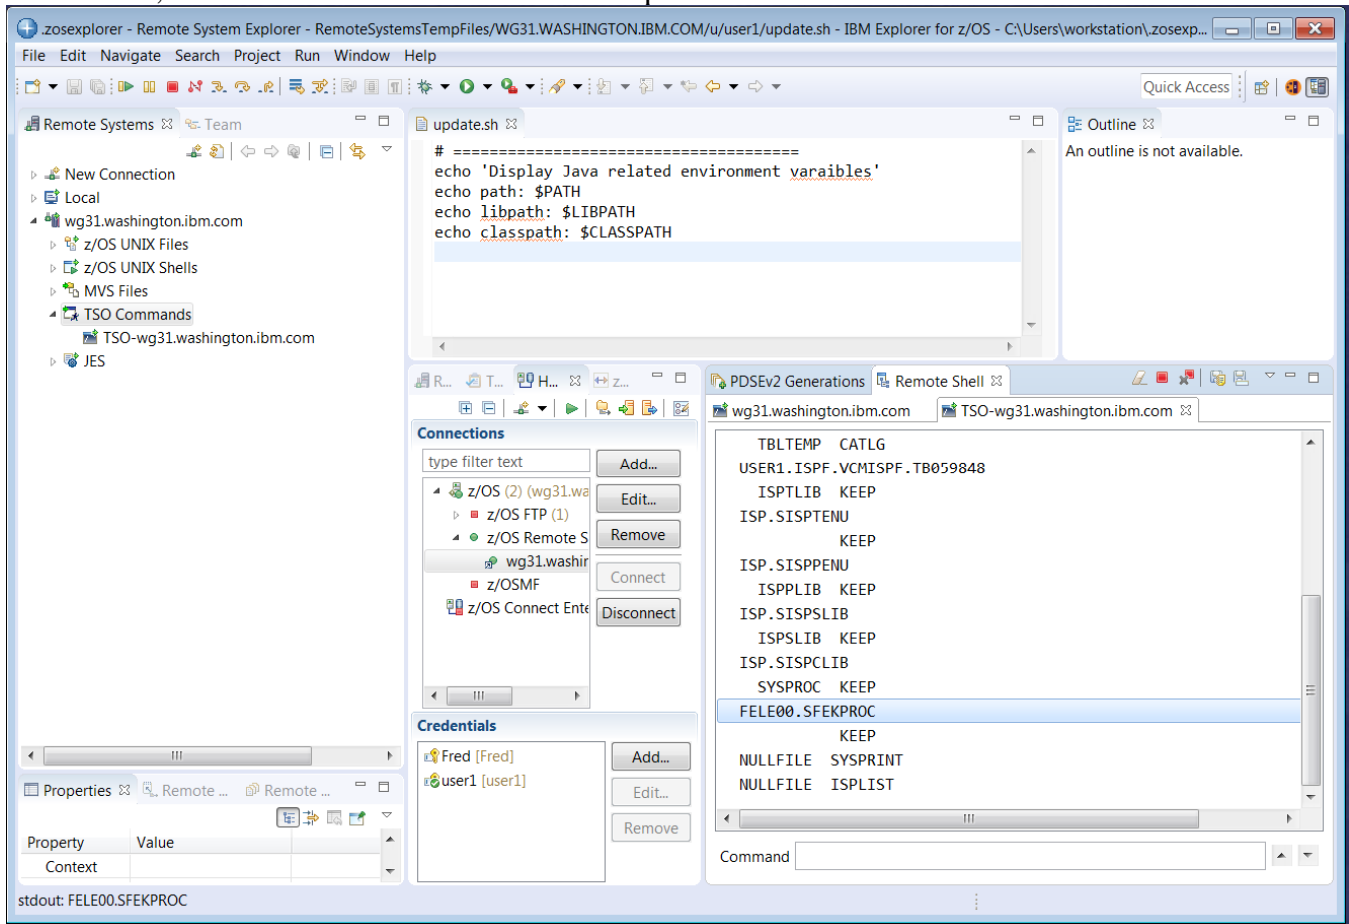 .zosexplorer - Remote System Explorer - RemoteSystemsTempFiles/WG31.WASHINGTON.IBM.COM/u/user1/update.sh - IBM Explorer for z/OS - C:\Users\workstation\.zosexp...
File Edit Navigate Search Project Run Window Help
Quick Access
Remote Systems Team
New Connection
Local
wg31.washington.ibm.com
z/OS UNIX Files
z/OS UNIX Shells
MVS Files
TSO Commands
TSO-wg31.washington.ibm.com
JES
update.sh
# ======================================
echo 'Display Java related environment varaibles'
echo path: $PATH
echo libpath: $LIBPATH
echo classpath: $CLASSPATH
Outline
An outline is not available.
R... T... H... z...
Connections
type filter text
Add...
Edit...
Remove
Connect
Disconnect
z/OS (2) (wg31.wa
z/OS FTP (1)
z/OS Remote S
wg31.washir
z/OSMF
z/OS Connect Ente
Credentials
Fred [Fred]
user1 [user1]
Add...
Edit...
Remove
PDSEv2 Generations Remote Shell
wg31.washington.ibm.com TSO-wg31.washington.ibm.com
TBLTEMP CATLG
USER1.ISPF.VCMISPF.TB059848
ISPTLIB KEEP
ISP.SISPTENU
KEEP
ISP.SISPPENU
ISPPLIB KEEP
ISP.SISPSLIB
ISPSLIB KEEP
ISP.SISPCLIB
SYSPROC KEEP
FELE00.SFEKPROC
KEEP
NULLFILE SYSPRINT
NULLFILE ISPLIST
Command
Properties Remote ... Remote ...
Property Value
Context
stdout: FELE00.SFEKPROC